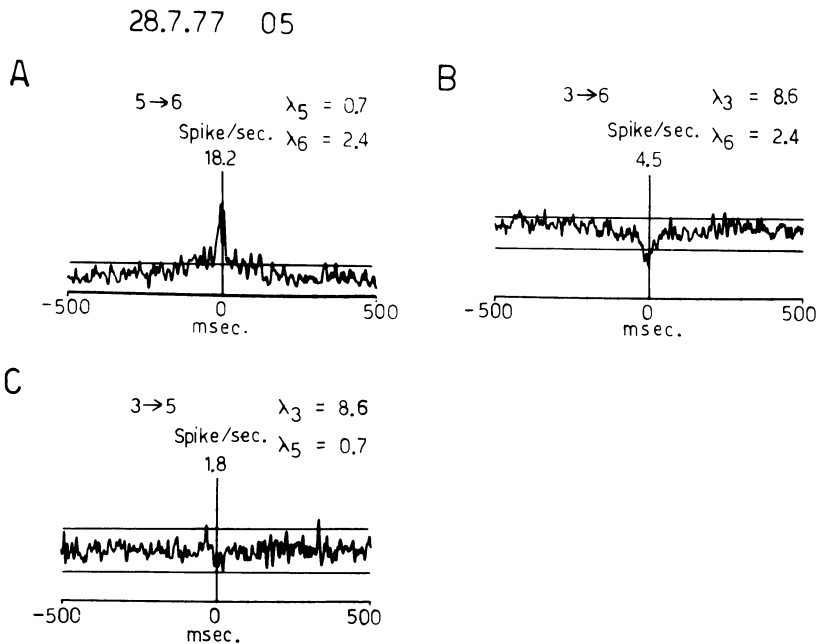 28.7.77 05
A
5→6 λ5 = 0.7
Spike/sec. λ6 = 2.4
18.2
-500 0 500
msec.
B
3→6 λ3 = 8.6
Spike/sec. λ6 = 2.4
4.5
-500 0 500
msec.
C
3→5 λ3 = 8.6
Spike/sec. λ5 = 0.7
1.8
-500 0 500
msec.